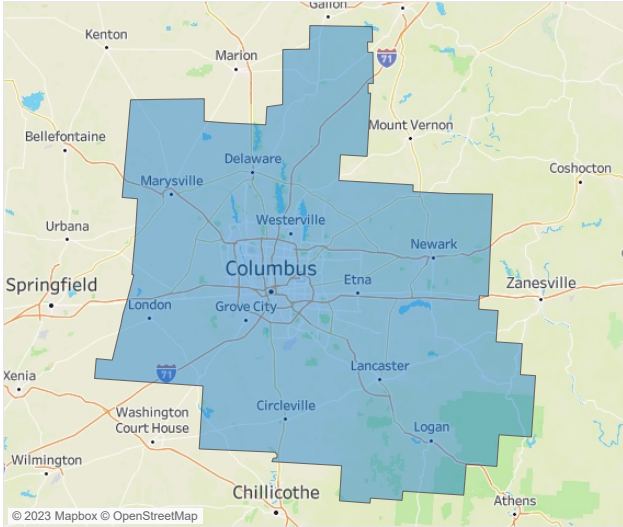 Galion
Kenton
Marion
71
Bellefontaine
Mount Vernon
Delaware
Coshocton
Marysville
Urbana
Westerville
Newark
Columbus
Springfield
Etna
Zanesville
London
Grove City
Xenia
71
Lancaster
Washington
Court House
Circleville
Logan
Wilmington
Chillicothe
Athens
© 2023 Mapbox © OpenStreetMap